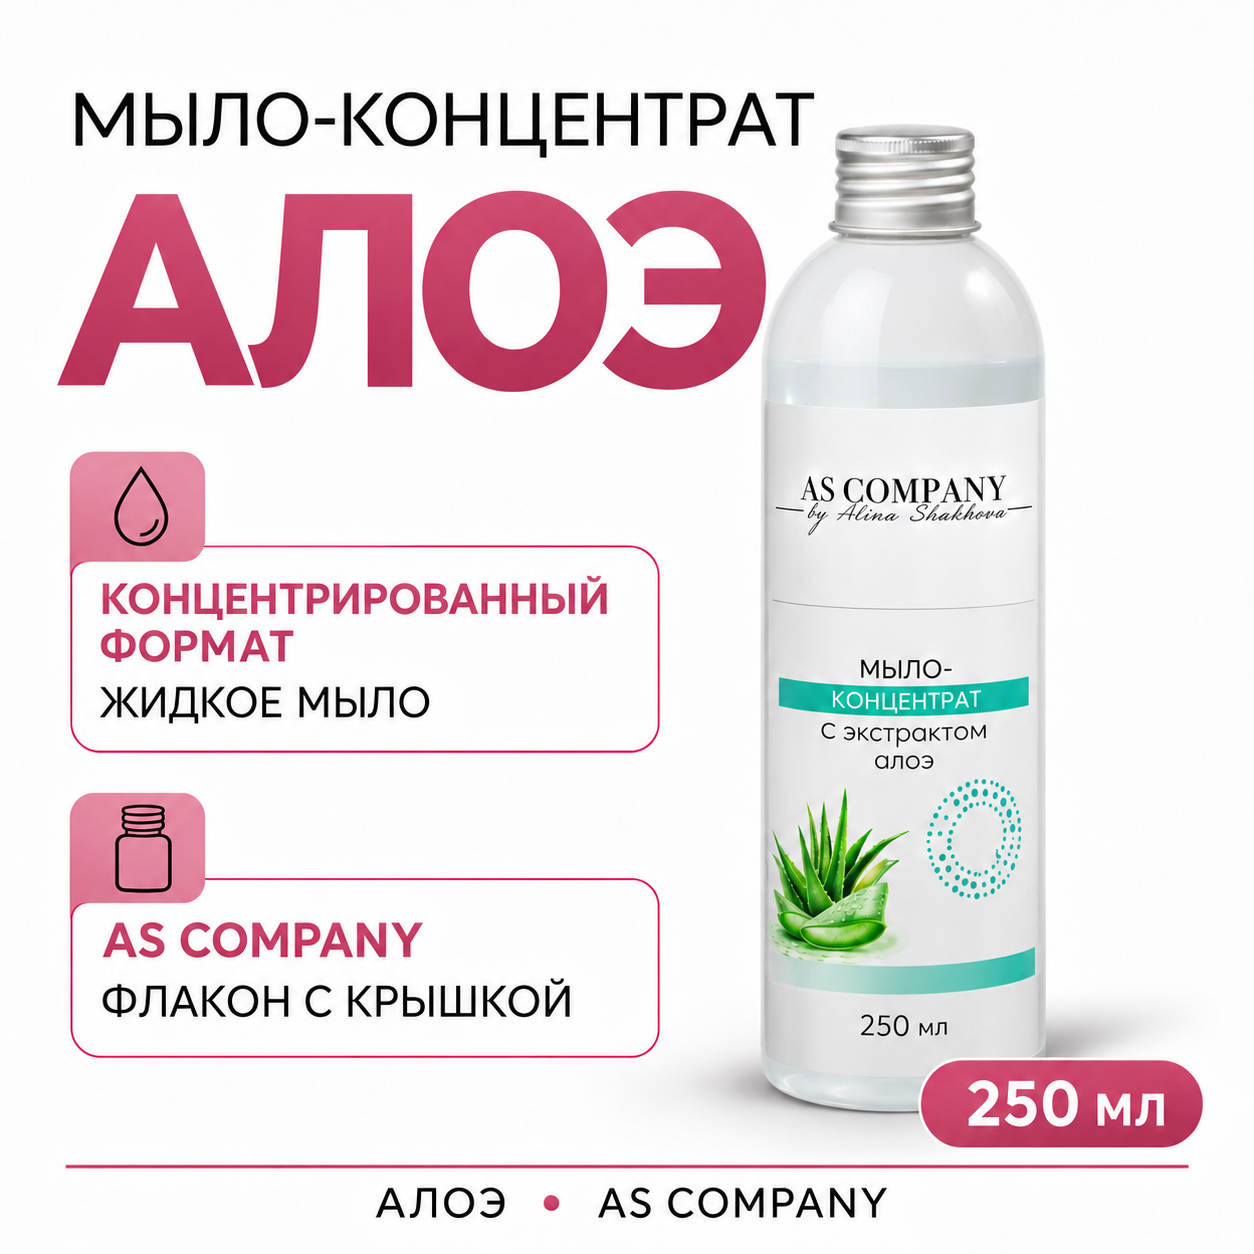 МЫЛО-КОНЦЕНТРАТ
АЛОЭ
КОНЦЕНТРИРОВАННЫЙ
ФОРМАТ
ЖИДКОЕ МЫЛО
AS COMPANY
ФЛАКОН С КРЫШКОЙ
AS COMPANY
by Alina Shakhova
МЫЛО-
КОНЦЕНТРАТ
С экстрактом
алоэ
250 мл
250 мл
АЛОЭ • AS COMPANY